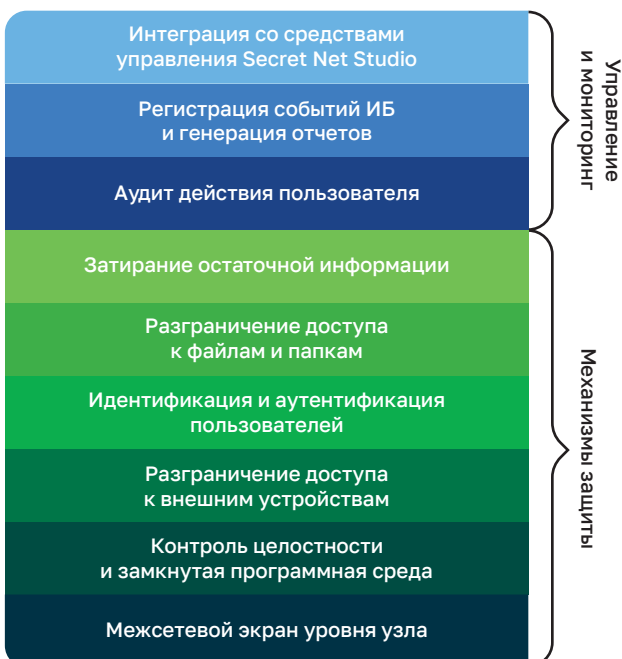 Интеграция со средствами
управления Secret Net Studio
Регистрация событий ИБ
и генерация отчетов
Аудит действия пользователя
Управление
и мониторинг
Затирание остаточной информации
Разграничение доступа
к файлам и папкам
Идентификация и аутентификация
пользователей
Разграничение доступа
к внешним устройствам
Контроль целостности
и замкнутая программная среда
Межсетевой экран уровня узла
Механизмы защиты